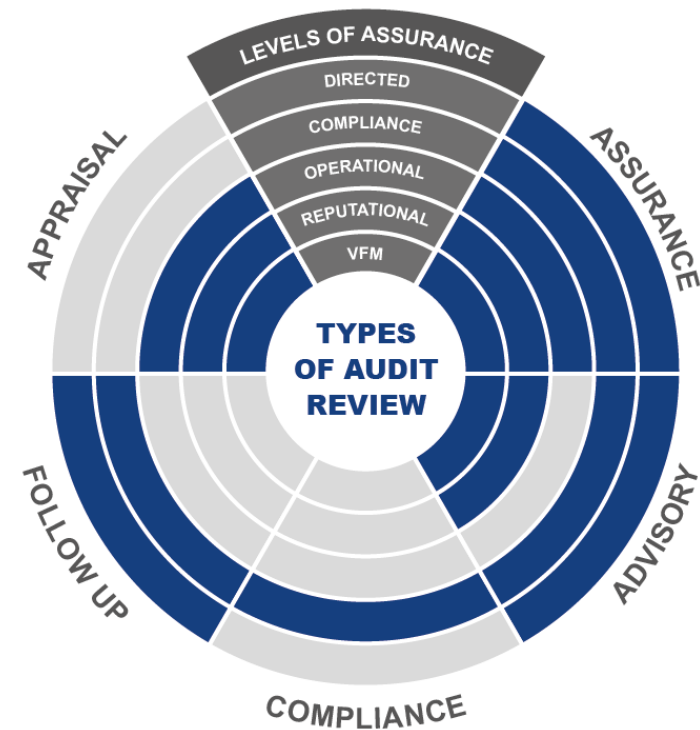 LEVELS OF ASSURANCE
DIRECTED
COMPLIANCE
OPERATIONAL
REPUTATIONAL
VFM
TYPES
OF AUDIT
REVIEW
APPRAISAL
ASSURANCE
FOLLOW UP
ADVISORY
COMPLIANCE